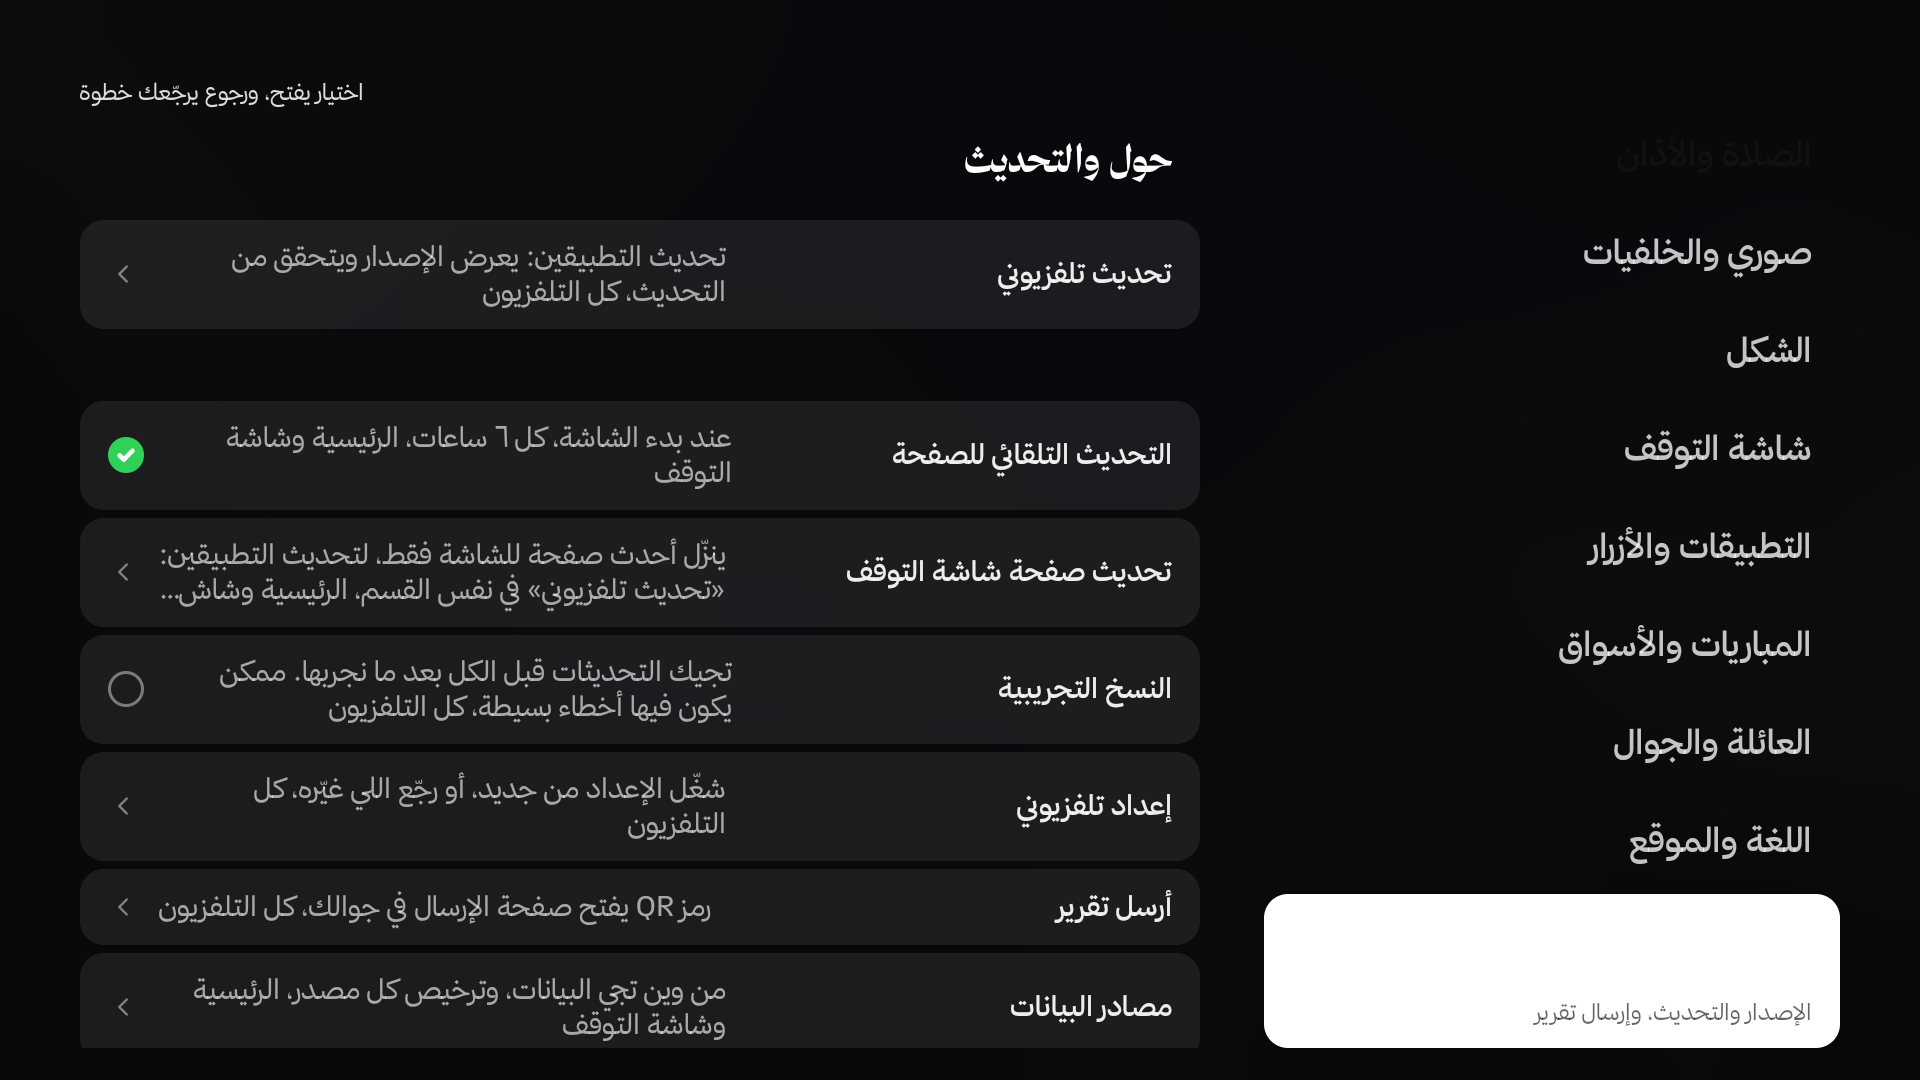 اختيار يفتح، ورجوع يرجّعك خطوة
الصلاة والأذان
صوري والخلفيات
الشكل
شاشة التوقف
التطبيقات والأزرار
المباريات والأسواق
العائلة والجوال
اللغة والموقع
الإصدار والتحديث، وإرسال تقرير
حول والتحديث
تحديث تلفزيوني
تحديث التطبيقين: يعرض الإصدار ويتحقق من
التحديث، كل التلفزيون
التحديث التلقائي للصفحة
عند بدء الشاشة، كل ٦ ساعات، الرئيسية وشاشة
التوقف
تحديث صفحة شاشة التوقف
ينزّل أحدث صفحة للشاشة فقط، لتحديث التطبيقين:
«تحديث تلفزيوني» في نفس القسم، الرئيسية وشاش...
النسخ التجريبية
تجيك التحديثات قبل الكل بعد ما نجربها. ممكن
يكون فيها أخطاء بسيطة، كل التلفزيون
إعداد تلفزيوني
شغّل الإعداد من جديد، أو رجّع اللي غيّره، كل
التلفزيون
أرسل تقرير
رمز QR يفتح صفحة الإرسال في جوالك، كل التلفزيون
مصادر البيانات
من وين تجي البيانات، وترخيص كل مصدر، الرئيسية
وشاشة التوقف